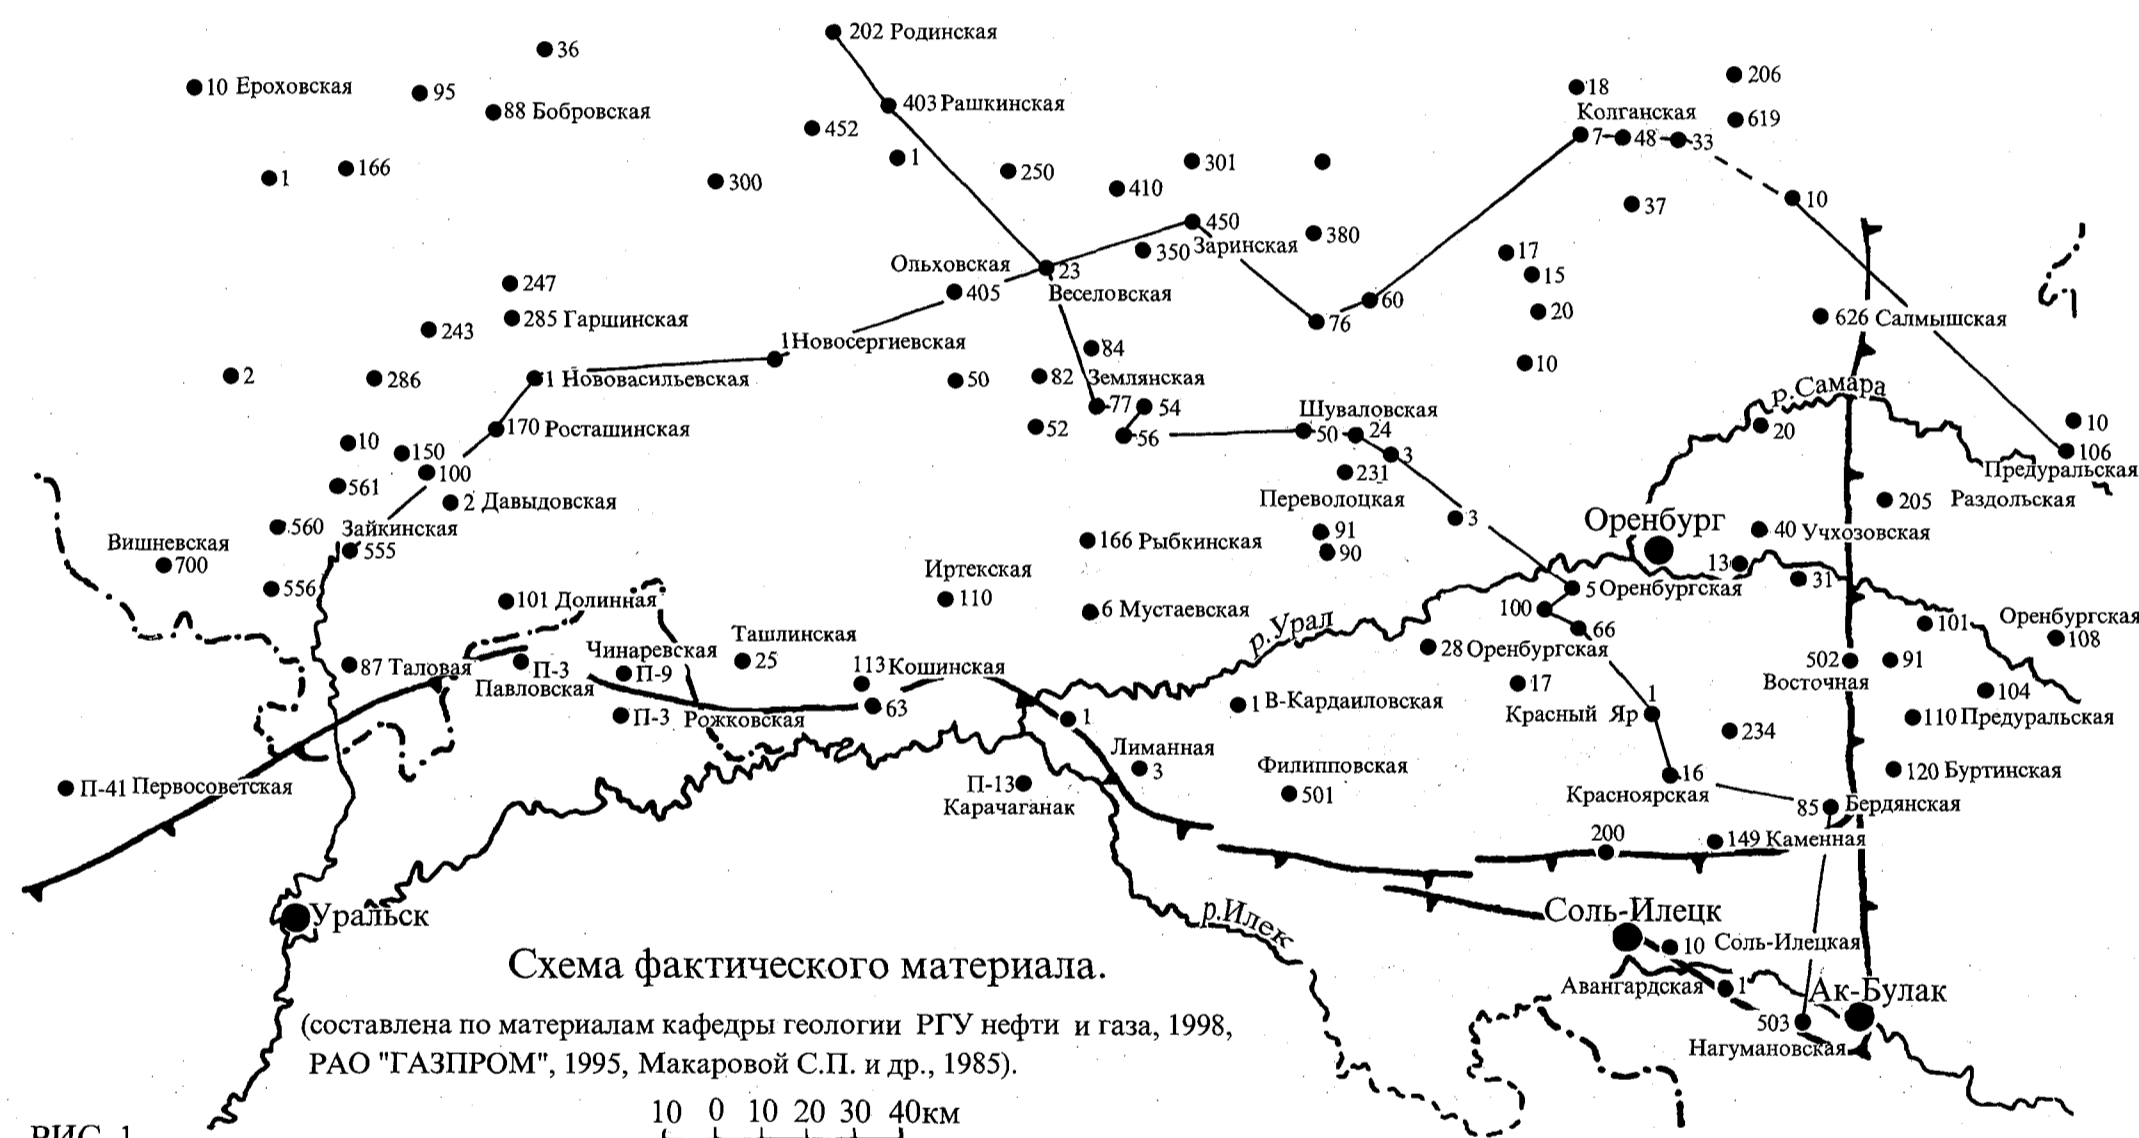 202 Родинская
36
10 Ероховская
95
88 Бобровская
403 Рашкинская
452
1
166
1
300
250
410
301
18
206
Колганская
619
7 48 33
37
10
450
350 Заринская
380
17
15
20
10
Ольховская
23
405
Веселовская
60
76
626 Салмышская
247
285 Гаршинская
243
1 Новосергиевская
2
286
1 Нововасильевская
84
50
82 Землянская
77 54
56
52
170 Росташинская
10
150
100
561
2 Давыдовская
Шуваловская
50 24
3
231
Переволоцкая
3
91
90
р.Самара
20
10
106
Предуральская
205 Раздольская
Оренбург
40 Учхозовская
13
31
560 Зайкинская
555
Вишневская
700
556
166 Рыбкинская
Иртекская
110
6 Мустаевская
101 Долинная
р.Урал
5 Оренбургская
100
66
28 Оренбургская
17
101
Оренбургская
108
502
91
Восточная
104
110 Предуральская
87 Таловая
П-3
Павловская
Чинаревская
П-9
Ташлинская
25
113 Кошинская
63
П-3 Рожковская
1
1 В-Кардаиловская
1
Красный Яр
234
П-41 Первосоветская
Лиманная
3
П-13
Карачаганак
Филипповская
501
16
Красноярская
120 Буртинская
85 Бердянская
200
149 Каменная
Уральск
р.Илек
Соль-Илецк
10 Соль-Илецкая
Авангардская 1
Ак-Булак
503
Нагумановская
Схема фактического материала.
(составлена по материалам кафедры геологии РГУ нефти и газа, 1998,
РАО "ГАЗПРОМ", 1995, Макаровой С.П. и др., 1985).
10 0 10 20 30 40км
РИС. 1